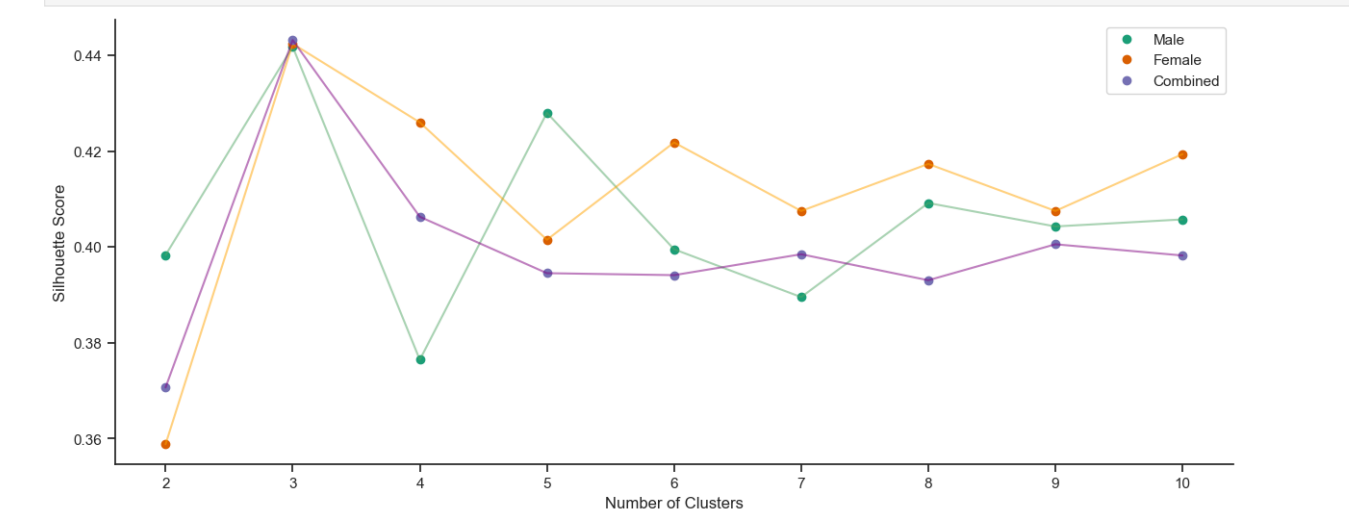 Male
Female
Combined
0.44
0.42
0.40
0.38
0.36
Silhouette Score
2 3 4 5 6 7 8 9 10
Number of Clusters